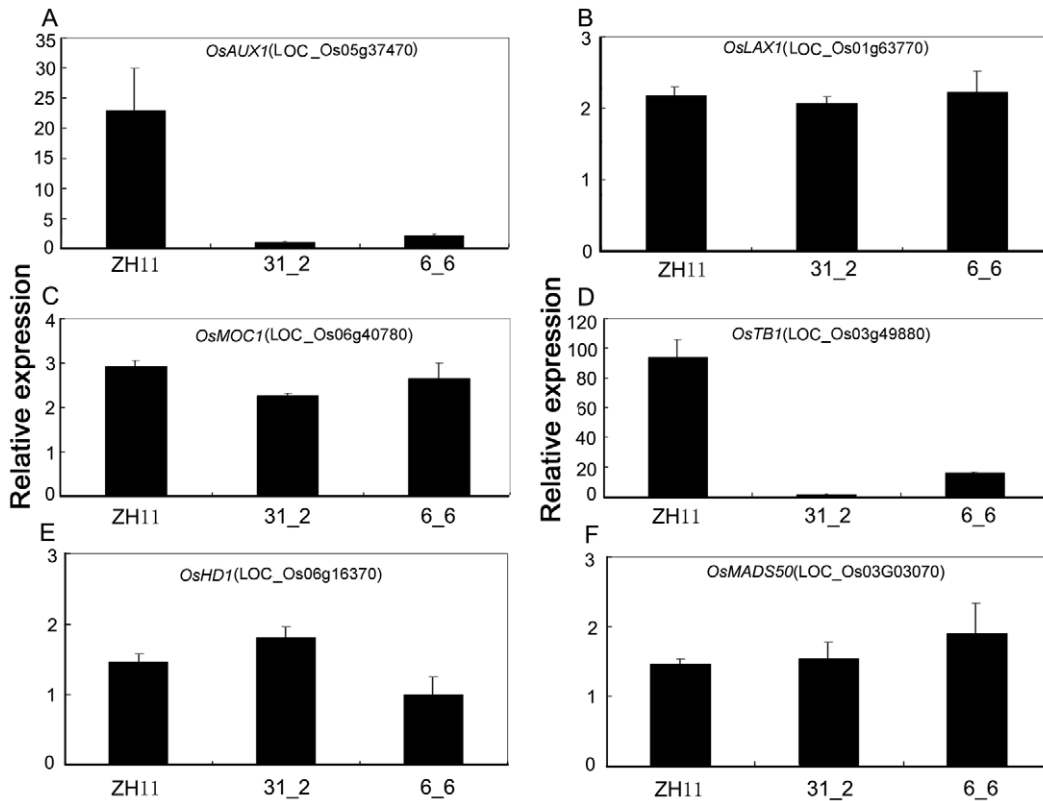 A
OsAUX1(LOC_Os05g37470)
35
30
25
20
15
10
5
0
ZH11 31_2 6_6
B
OsLAX1(LOC_Os01g63770)
3
2
1
0
ZH11 31_2 6_6
Relative expression
C
OsMOC1(LOC_Os06g40780)
4
3
2
1
0
ZH11 31_2 6_6
Relative expression
D
OsTB1(LOC_Os03g49880)
120
100
80
60
40
20
0
ZH11 31_2 6_6
E
OsHD1(LOC_Os06g16370)
3
2
1
0
ZH11 31_2 6_6
F
OsMADS50(LOC_Os03G03070)
3
2
1
0
ZH11 31_2 6_6